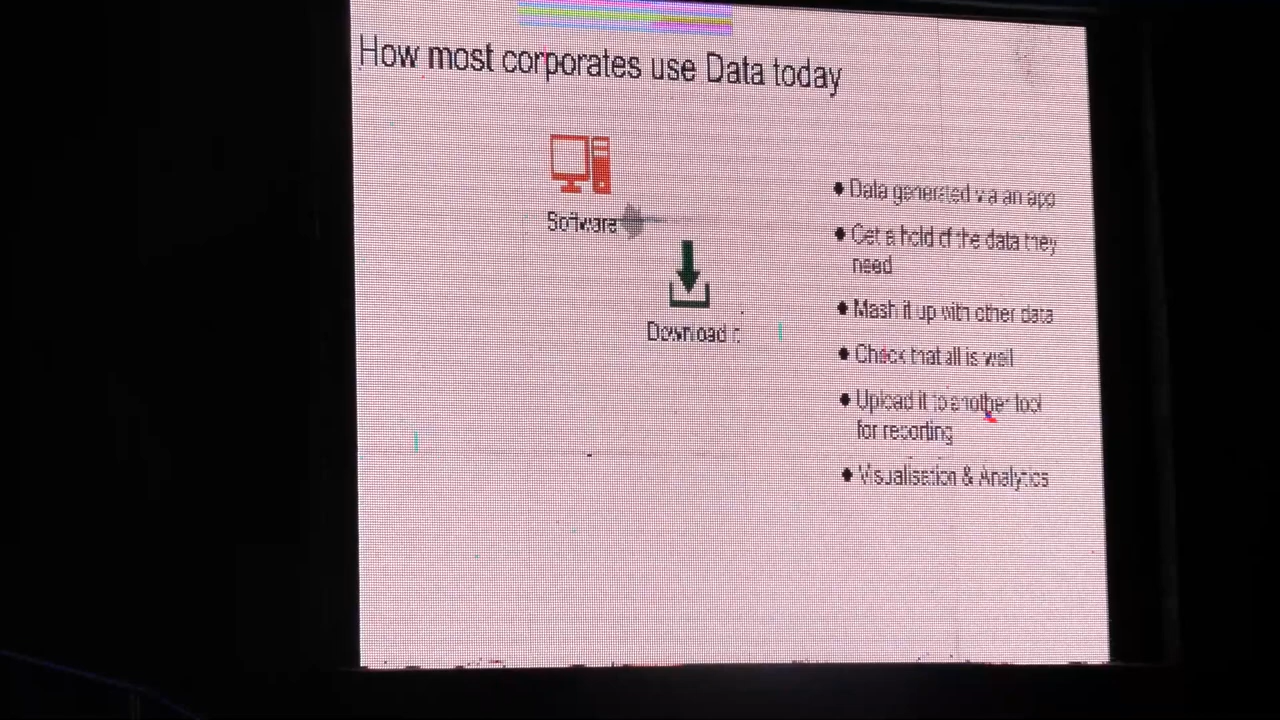 How most corporates use Data today
Software
Download
Data generated via an app
Get a hold of the data they
need
Mash it up with other data
Check that all is well
Upload it to another tool
for reporting
Visualisation & Analytics